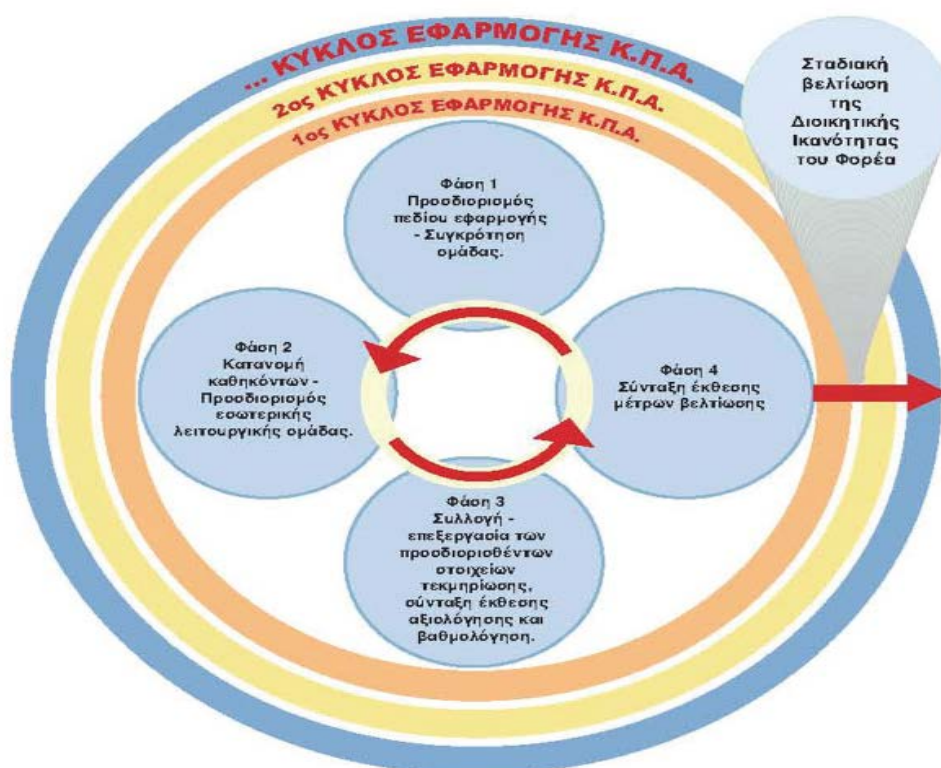 ... ΚΥΚΛΟΣ ΕΦΑΡΜΟΓΗΣ Κ.Π.Α.
2ος ΚΥΚΛΟΣ ΕΦΑΡΜΟΓΗΣ Κ.Π.Α.
1ος ΚΥΚΛΟΣ ΕΦΑΡΜΟΓΗΣ Κ.Π.Α.
Σταδιακή
βελτίωση
της
Διοικητικής
Ικανότητας
του Φορέα
Φάση 1
Προσδιορισμός
πεδίου εφαρμογής
- Συγκρότηση
ομάδας.
Φάση 2
Κατανομή
καθηκόντων -
Προσδιορισμός
εσωτερικής
λειτουργικής ομάδας.
Φάση 4
Σύνταξη έκθεσης
μέτρων βελτίωσης
Φάση 3
Συλλογή -
επεξεργασία των
προσδιορισθέντων
στοιχείων
τεκμηρίωσης,
σύνταξη έκθεσης
αξιολόγησης και
βαθμολόγηση.